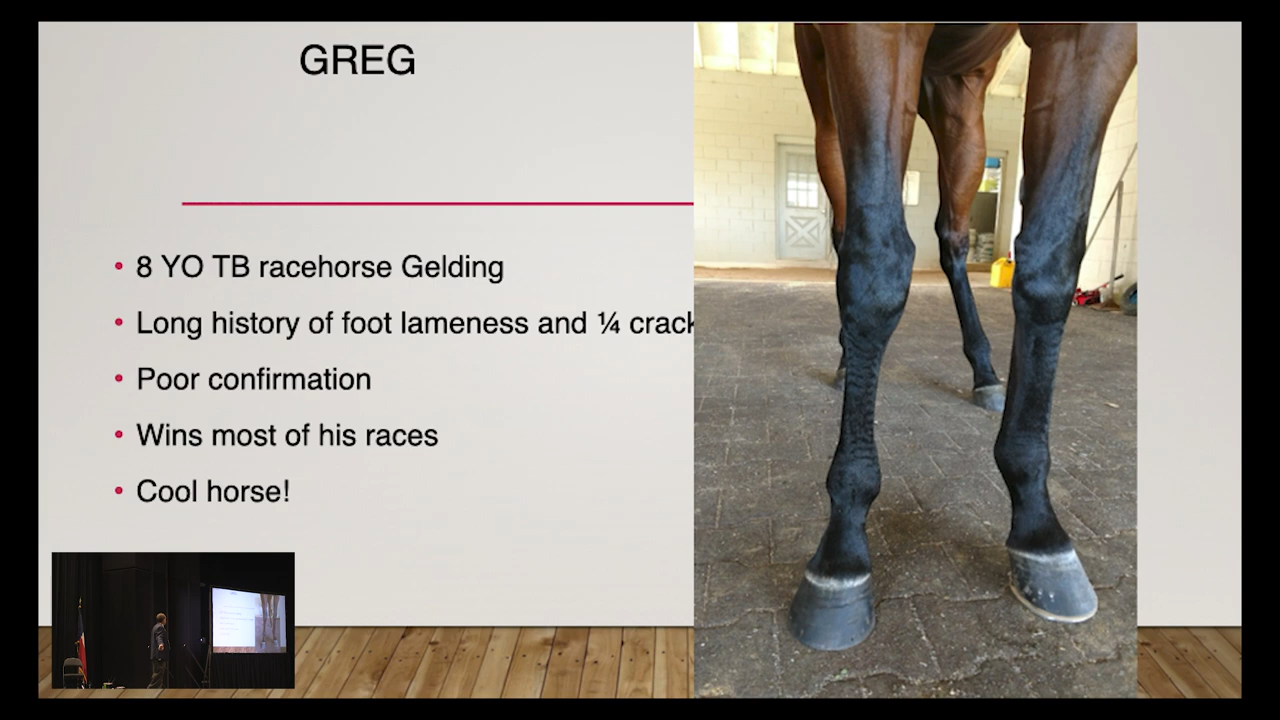 GREG
• 8 YO TB racehorse Gelding
• Long history of foot lameness and ¼ crack
• Poor confirmation
• Wins most of his races
• Cool horse!